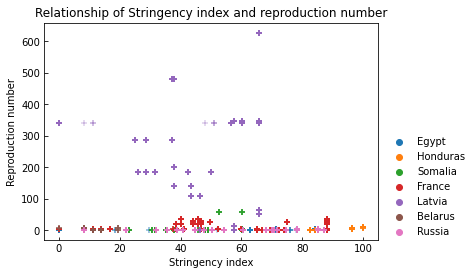 Relationship of Stringency index and reproduction number
600
500
400
300
200
100
0
Reproduction number
0 20 40 60 80 100
Stringency index
Egypt
Honduras
Somalia
France
Latvia
Belarus
Russia